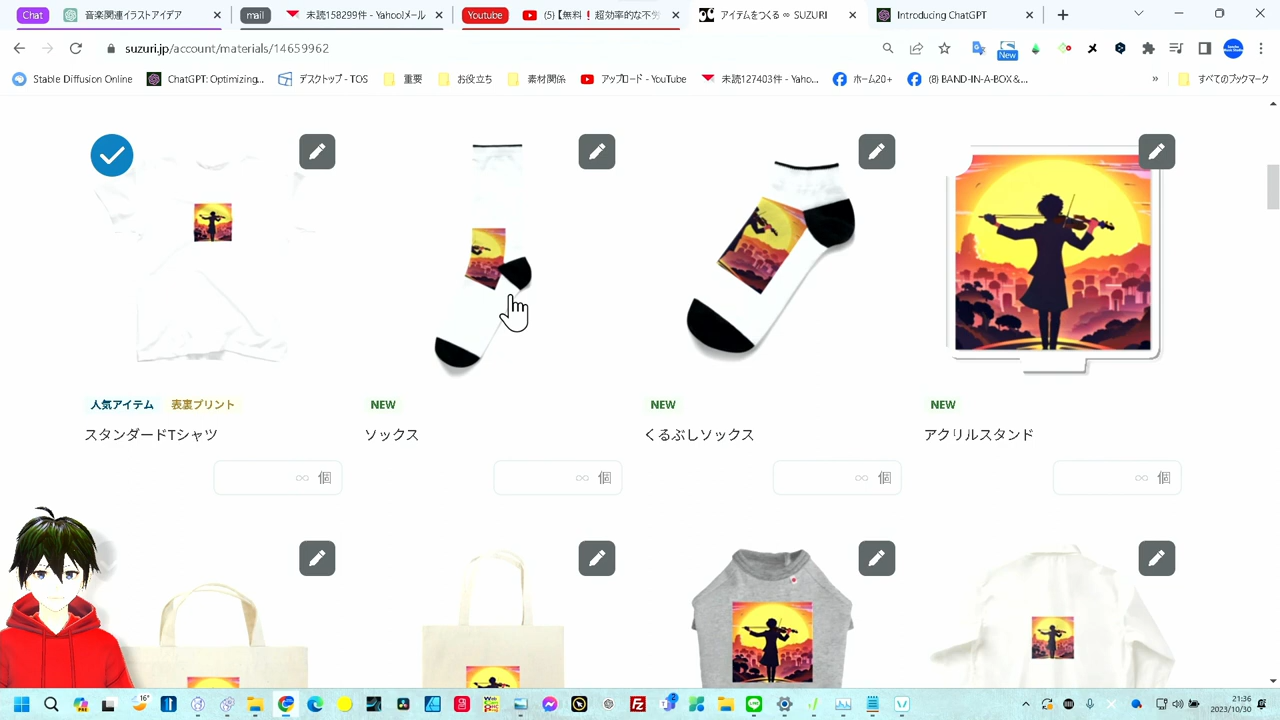 Chat
音楽関連イラストアイデア
mail
未読158299件 - Yahoo!メール
Youtube
(5)【無料❗超効率的な不労
アイテムをつくる ∞ SUZURI
Introducing ChatGPT
suzuri.jp/account/materials/14659982
New
Stable Diffusion Online
ChatGPT: Optimizing...
デスクトップ - TOS
重要
お役立ち
素材関係
アップロード - YouTube
未読127403件 - Yaho...
ホーム20+
(8) BAND-IN-A-BOX &...
»
すべてのブックマーク
人気アイテム
表裏プリント
NEW
NEW
NEW
スタンダードTシャツ
ソックス
くるぶしソックス
アクリルスタンド
∞ 個
∞ 個
∞ 個
∞ 個
16°
21:36
2023/10/30